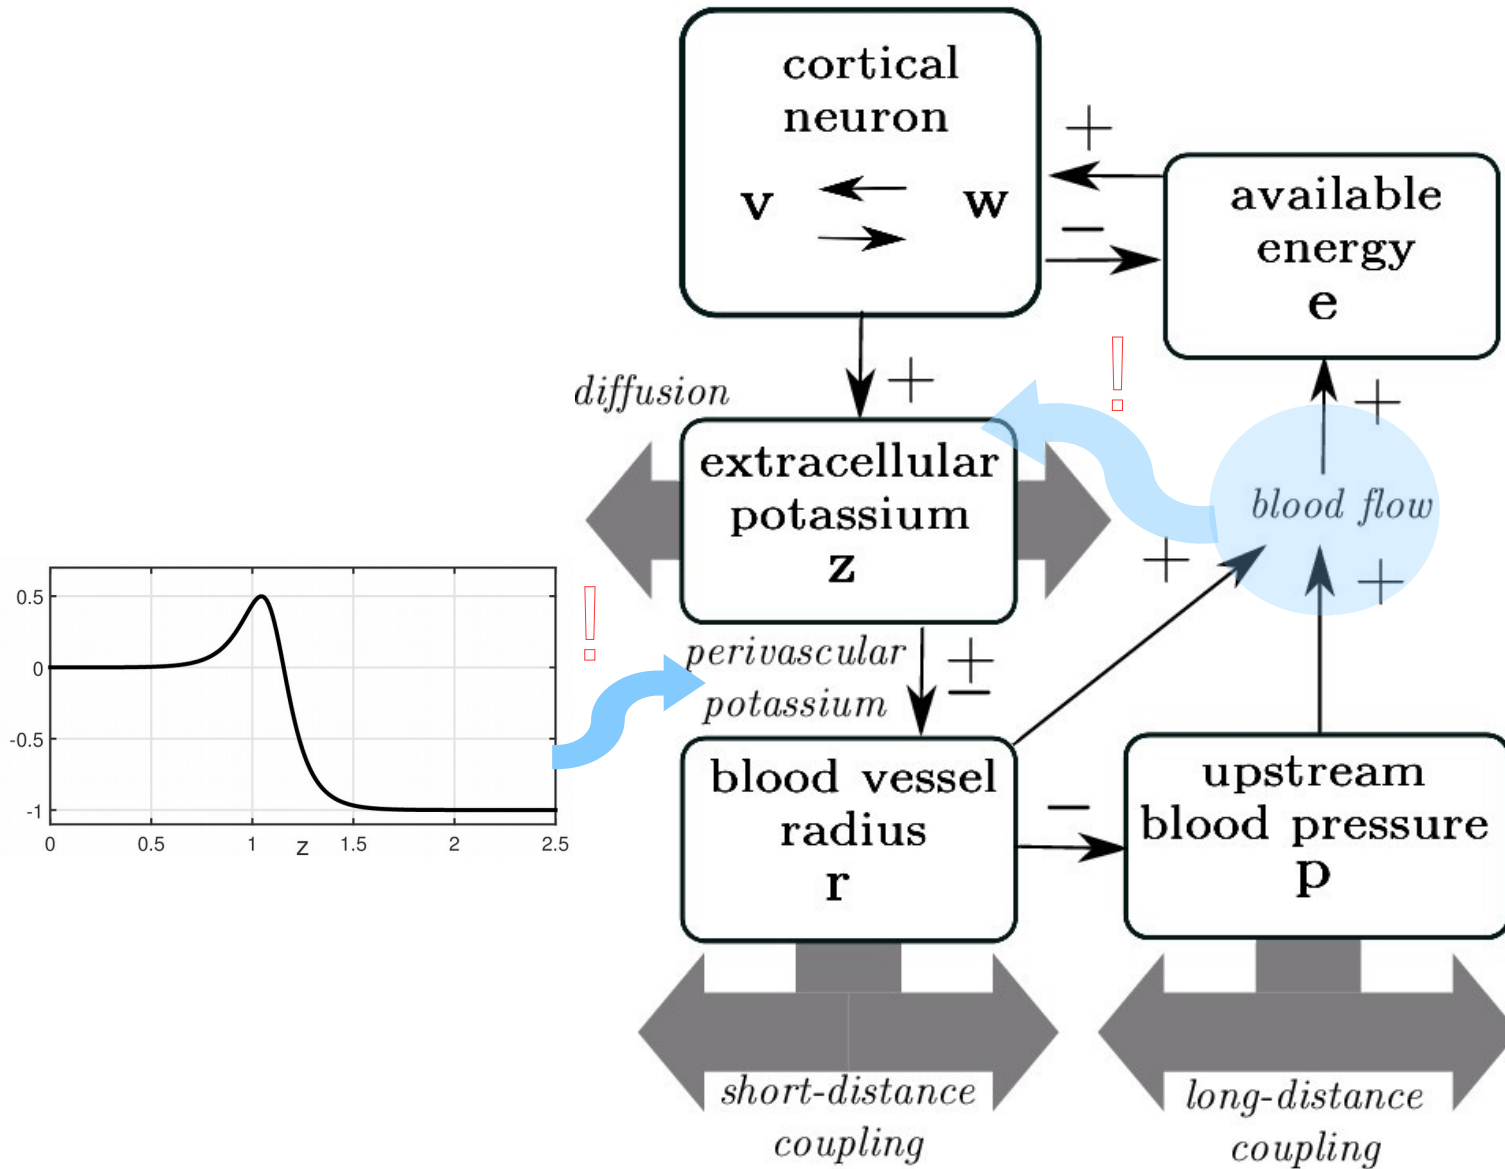 cortical
neuron
v
w
+
−
available
energy
e
+
diffusion
!
+
extracellular
potassium
z
blood flow
+
+
0.5
0
-0.5
-1
0
0.5
1
1.5
2
2.5
z
!
perivascular
potassium
±
blood vessel
radius
r
−
upstream
blood pressure
p
short-distance
coupling
long-distance
coupling